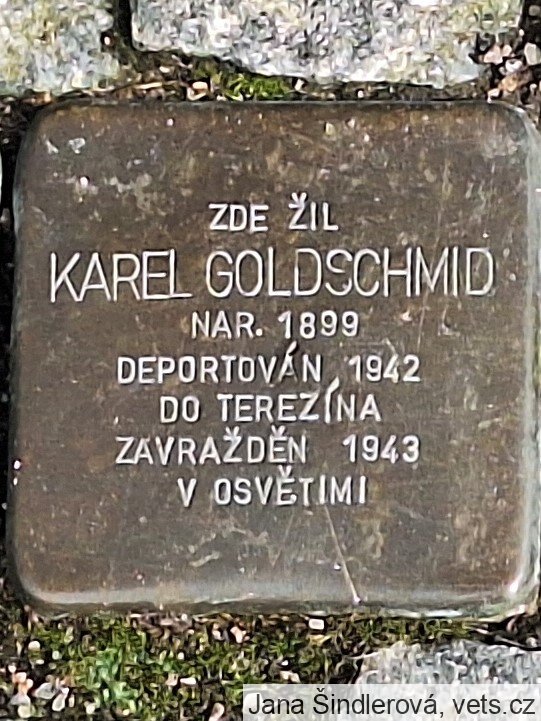 ZDE ŽIL
KAREL GOLDSCHMID
NAR. 1899
DEPORTOVÁN 1942
DO TEREZÍNA
ZAVRAŽDĚN 1943
V OSVĚTIMI
Jana Šindlerová, vets.cz